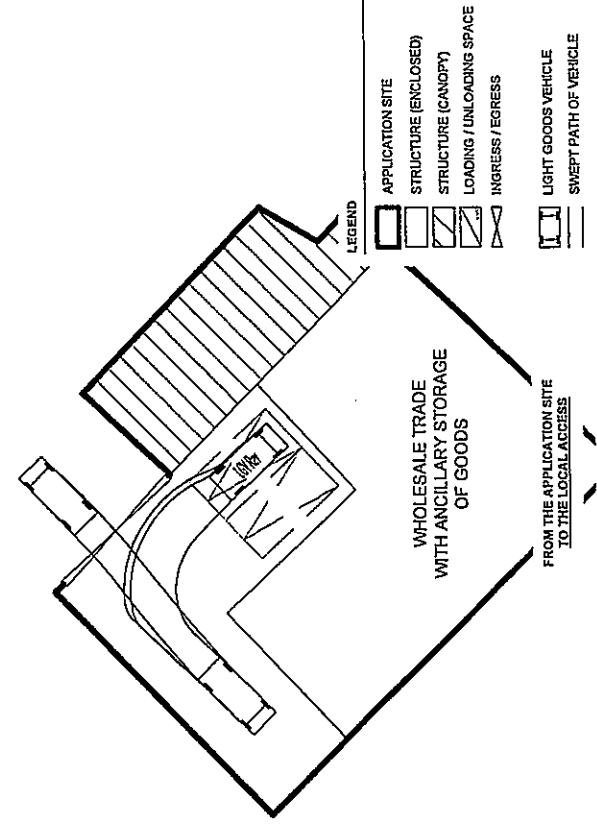 WHOLESALE TRADE
WITH ANCILLARY STORAGE
OF GOODS
FROM THE APPLICATION SITE
TO THE LOCAL ACCESS
LEGEND
APPLICATION SITE
STRUCTURE (ENCLOSED)
STRUCTURE (CANOPY)
LOADING / UNLOADING SPACE
INGRESS / EGRESS
LIGHT GOODS VEHICLE
SWEPT PATH OF VEHICLE